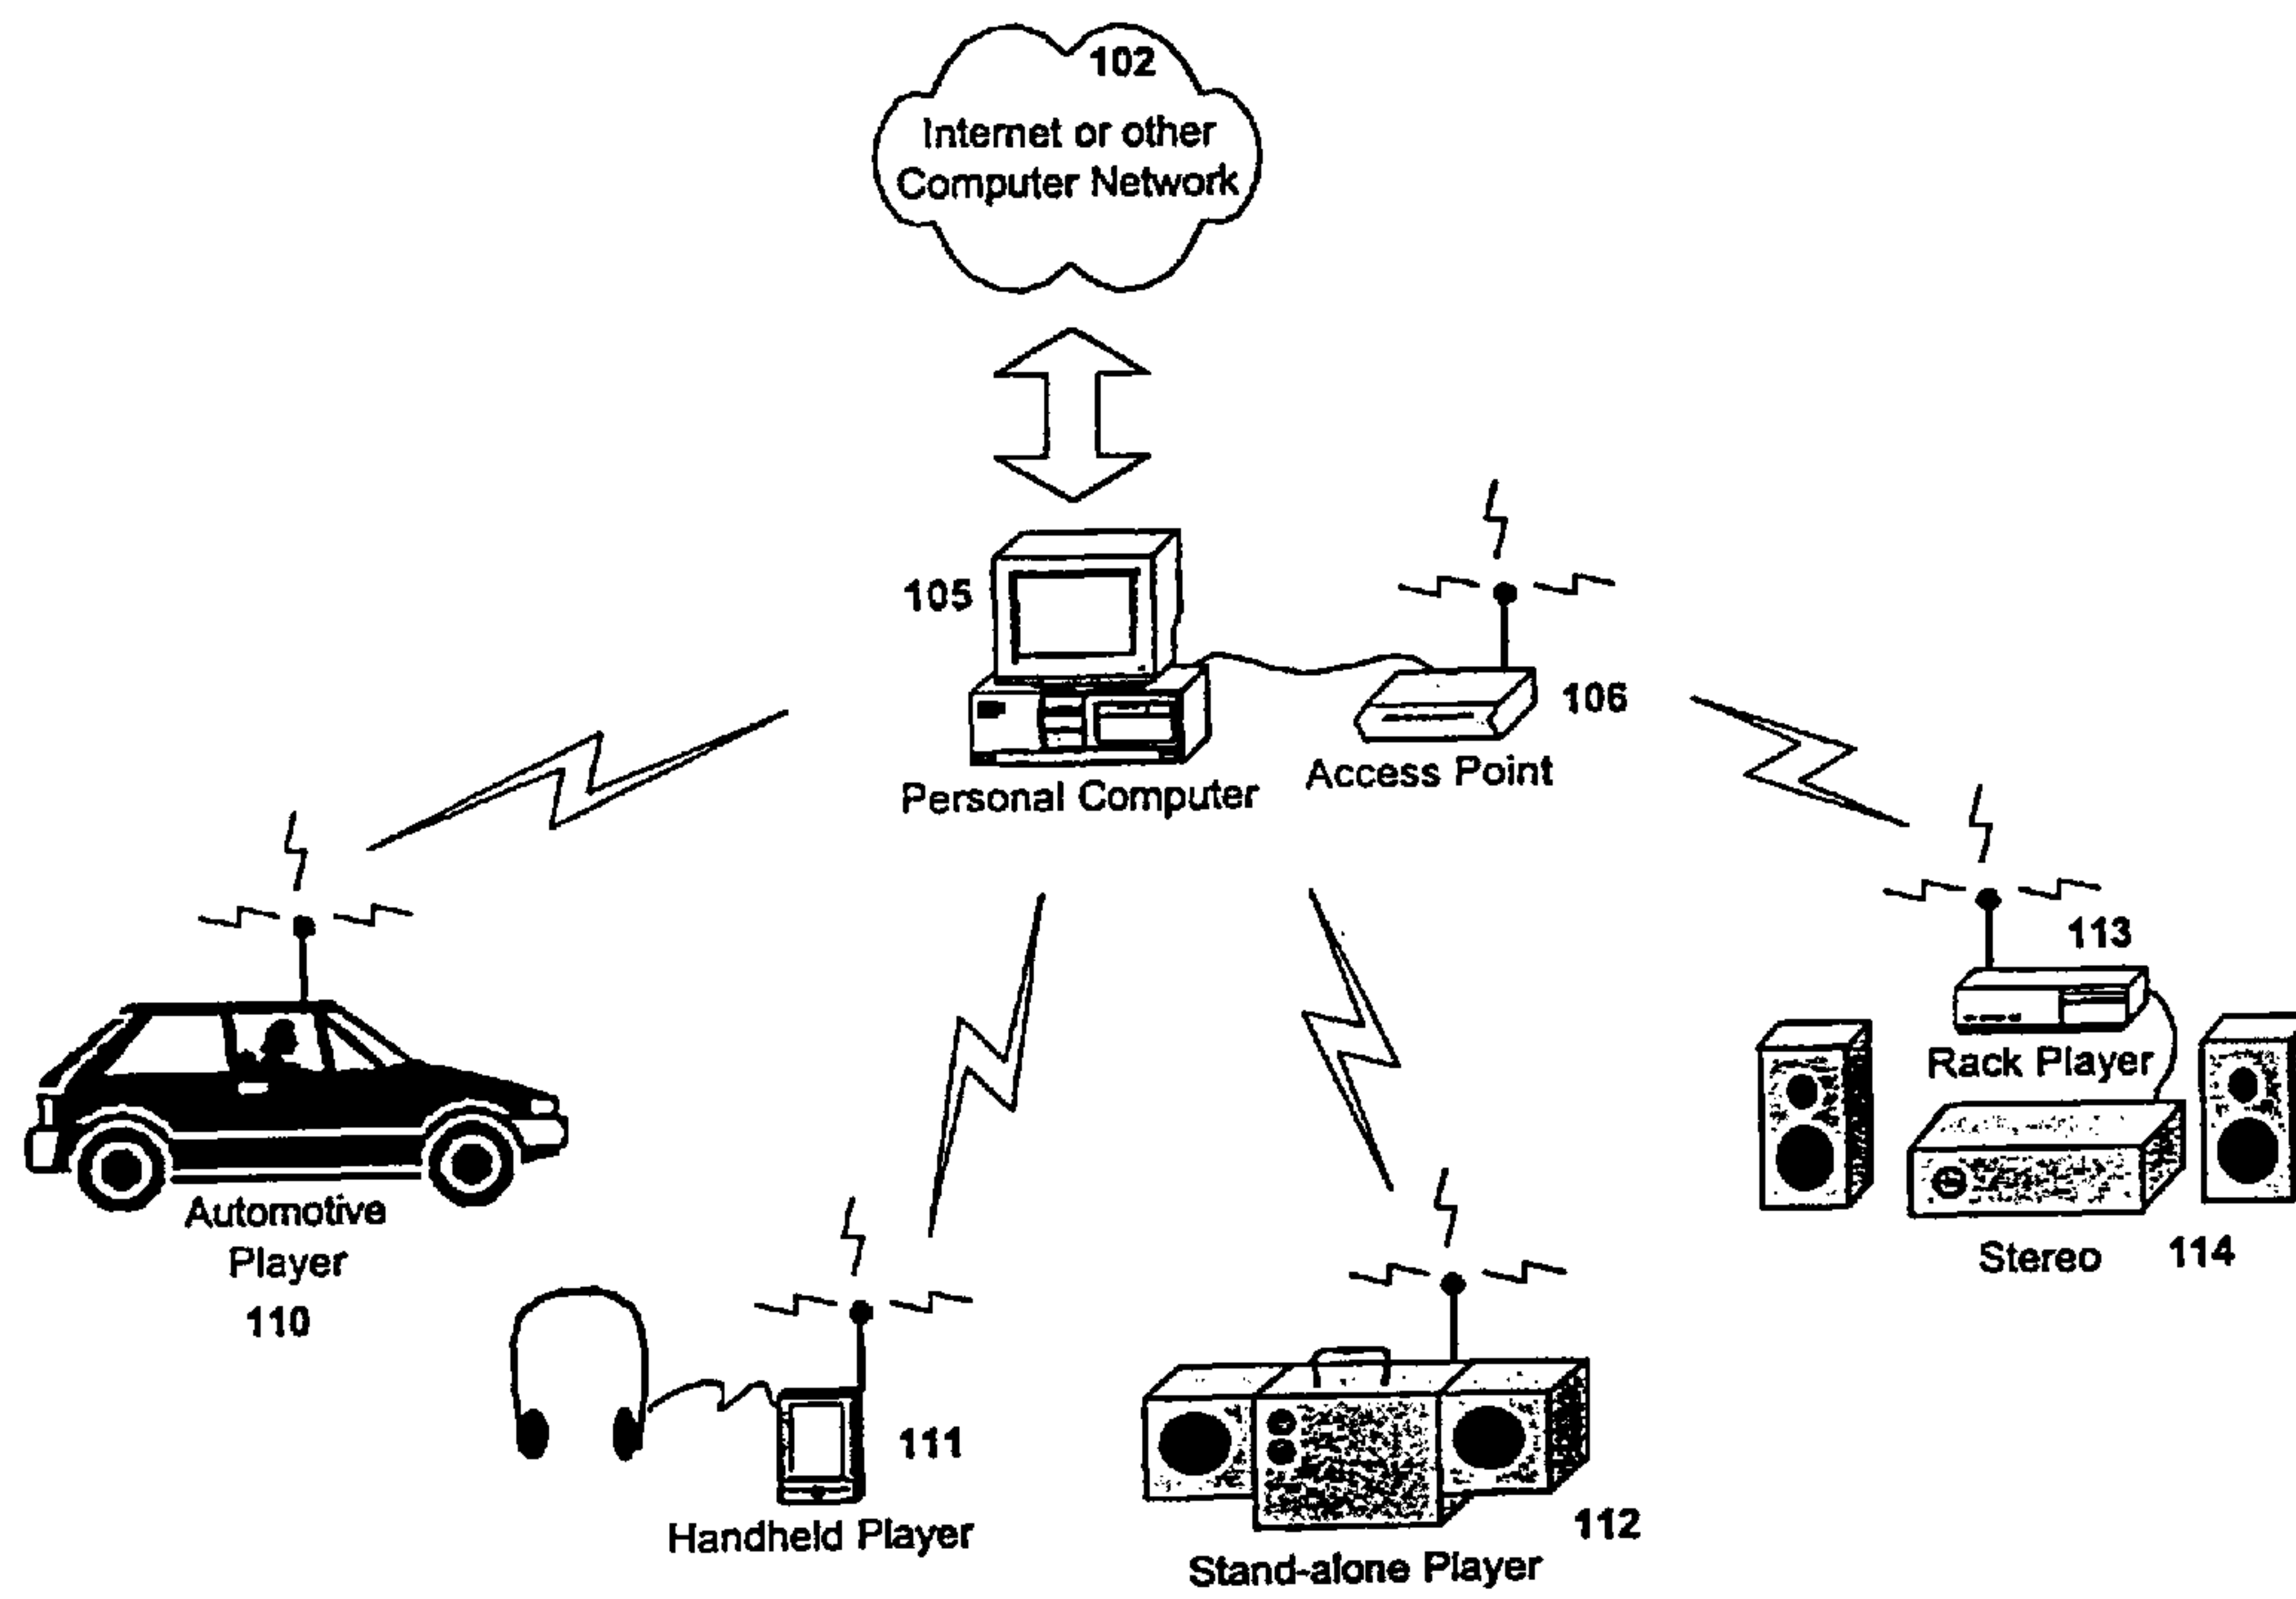 102
Internet or other
Computer Network
105
106
Access Point
Personal Computer
113
Rack Player
Automotive
Player
110
Stereo 114
111
Handheld Player
112
Stand-alone Player